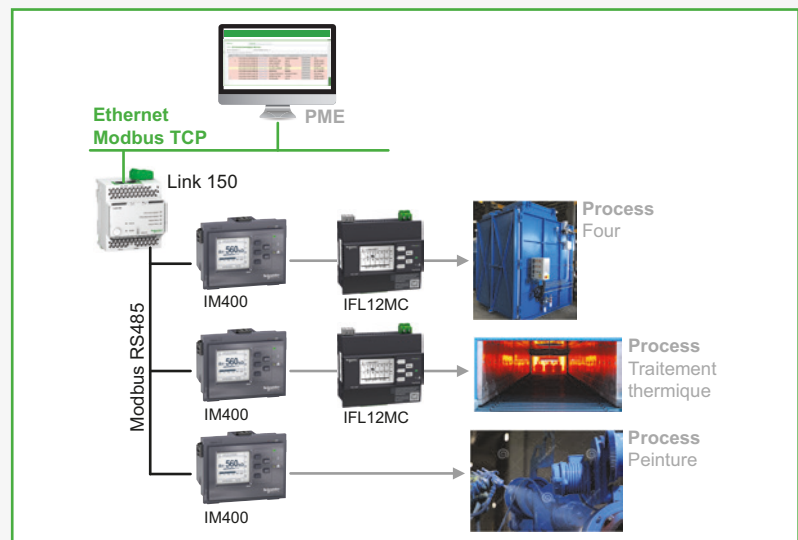 Ethernet
Modbus TCP
PME
Link 150
Modbus RS485
IM400
IFL12MC
Process
Four
IM400
IFL12MC
Process
Traitement
thermique
IM400
Process
Peinture